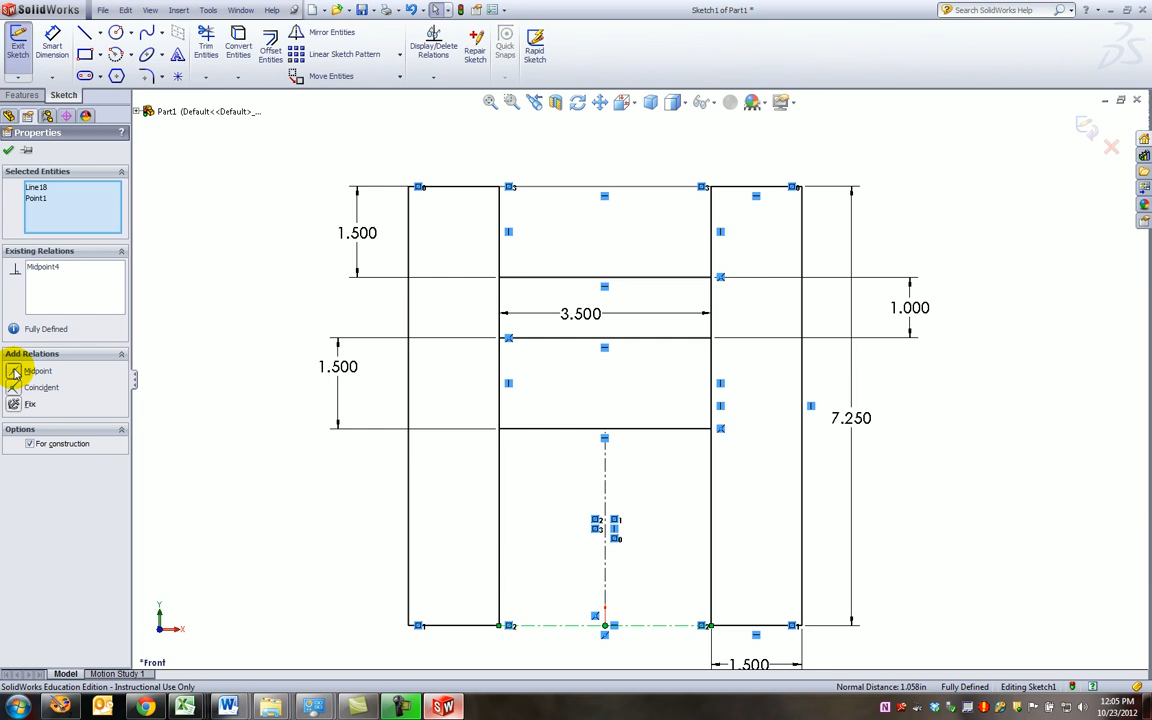 SolidWorks File Edit View Insert Tools Window Help Sketch1 of Part1 * Search SolidWorks Help
Exit Sketch Smart Dimension Trim Entities Convert Entities Offset Entities Mirror Entities Display/Delete Relations Repair Sketch Quick Snaps Rapid Sketch
Linear Sketch Pattern
Move Entities
Features Sketch
Part1 (Default<<Default>_...
Properties ?
Selected Entities
Line18
Point1
Existing Relations
Midpoint4
Fully Defined
Add Relations
Midpoint
Coincident
Fix
Options
For construction
1.500
1.000
3.500
1.500
7.250
1.500
Y
X
*Front
Model Motion Study 1
SolidWorks Education Edition - Instructional Use Only Normal Distance: 1.058in Fully Defined Editing Sketch1
12:05 PM
10/23/2012